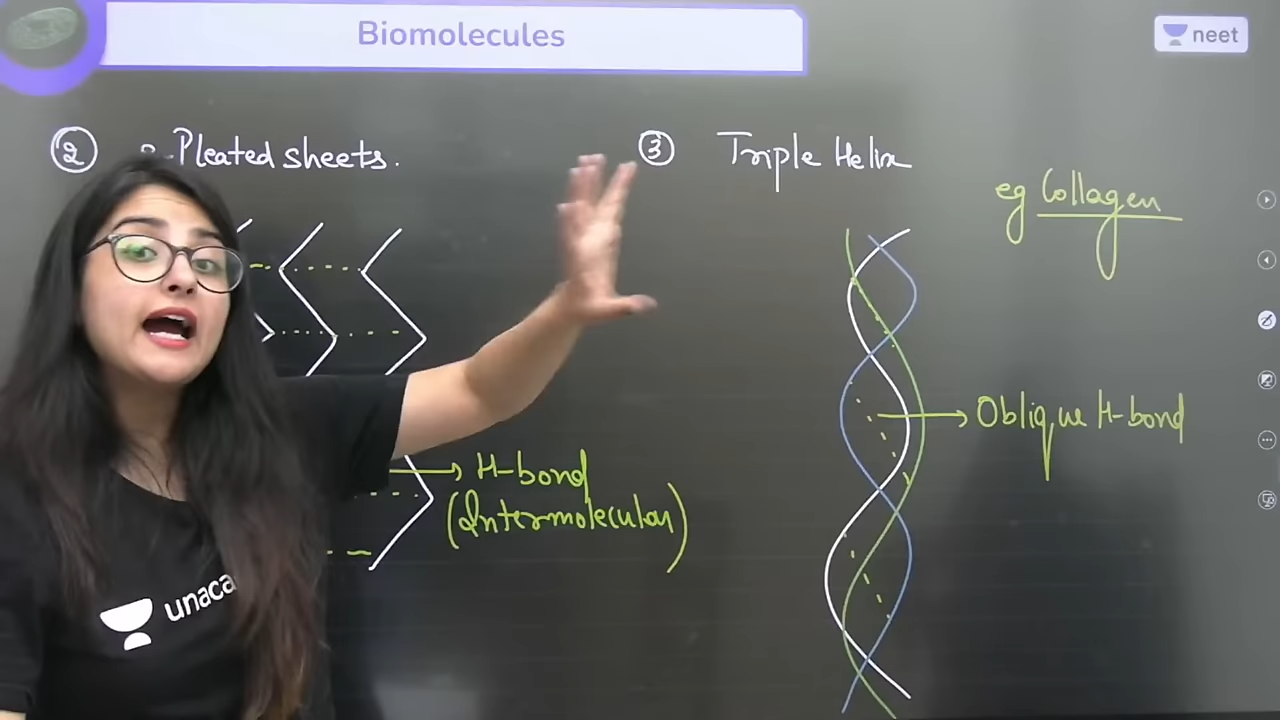 Biomolecules
neet
② -Pleated sheets.
③ Triple Helix
eg Collagen
Oblique H-bond
H-bond
(Intermolecular)
unaca